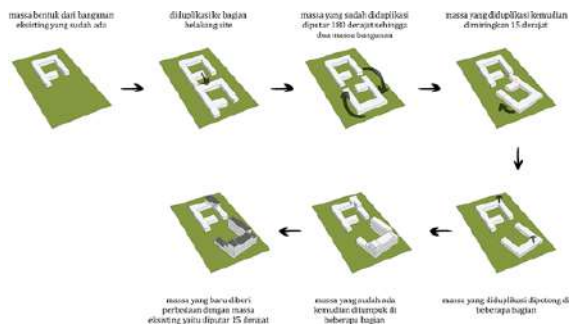 massa bentuk dari bangunan
eksisting yang sudah ada
diduplikasi ke bagian
belakang site
massa yang sudah didaplikasi
diputar 180 derajat sehingga
dua massa bangunan
massa yang diduplikasi kemudian
dimiringkan 15 derajat
massa yang baru diberi
perbedaan dengan massa
eksisting yaitu diputar 15 derajat
massa yang sudah ada
kemudian ditumpuk di
beberapa bagian
massa yang diduplikasi dipotong di
beberapa bagian